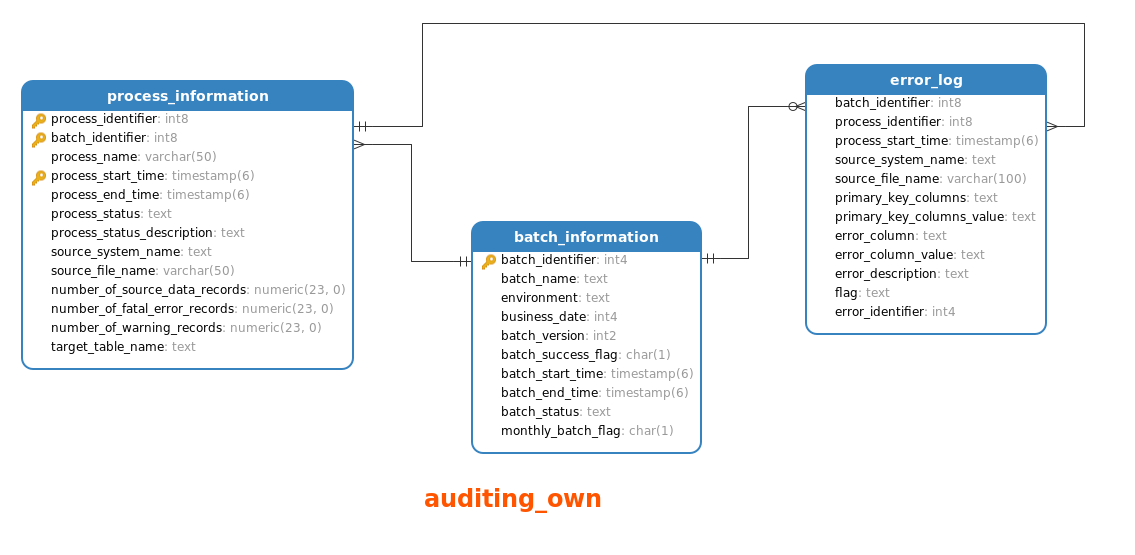 process_information
process_identifier: int8
batch_identifier: int8
process_name: varchar(50)
process_start_time: timestamp(6)
process_end_time: timestamp(6)
process_status: text
process_status_description: text
source_system_name: text
source_file_name: varchar(50)
number_of_source_data_records: numeric(23, 0)
number_of_fatal_error_records: numeric(23, 0)
number_of_warning_records: numeric(23, 0)
target_table_name: text
batch_information
batch_identifier: int4
batch_name: text
environment: text
business_date: int4
batch_version: int2
batch_success_flag: char(1)
batch_start_time: timestamp(6)
batch_end_time: timestamp(6)
batch_status: text
monthly_batch_flag: char(1)
error_log
batch_identifier: int8
process_identifier: int8
process_start_time: timestamp(6)
source_system_name: text
source_file_name: varchar(100)
primary_key_columns: text
primary_key_columns_value: text
error_column: text
error_column_value: text
error_description: text
flag: text
error_identifier: int4
auditing_own